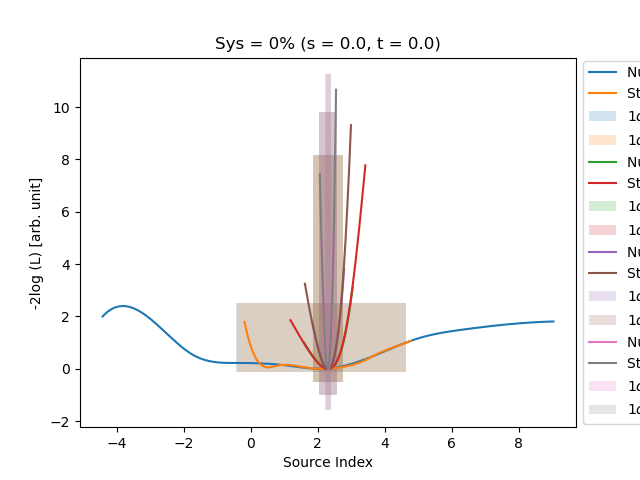 Sys = 0% (s = 0.0, t = 0.0)
-2log (L) [arb. unit]
10
8
6
4
2
0
−2
−4
−2
0
2
4
6
8
Source Index
Nu
St
1σ
1σ
Nu
St
1σ
1σ
Nu
St
1σ
1σ
Nu
St
1σ
1σ